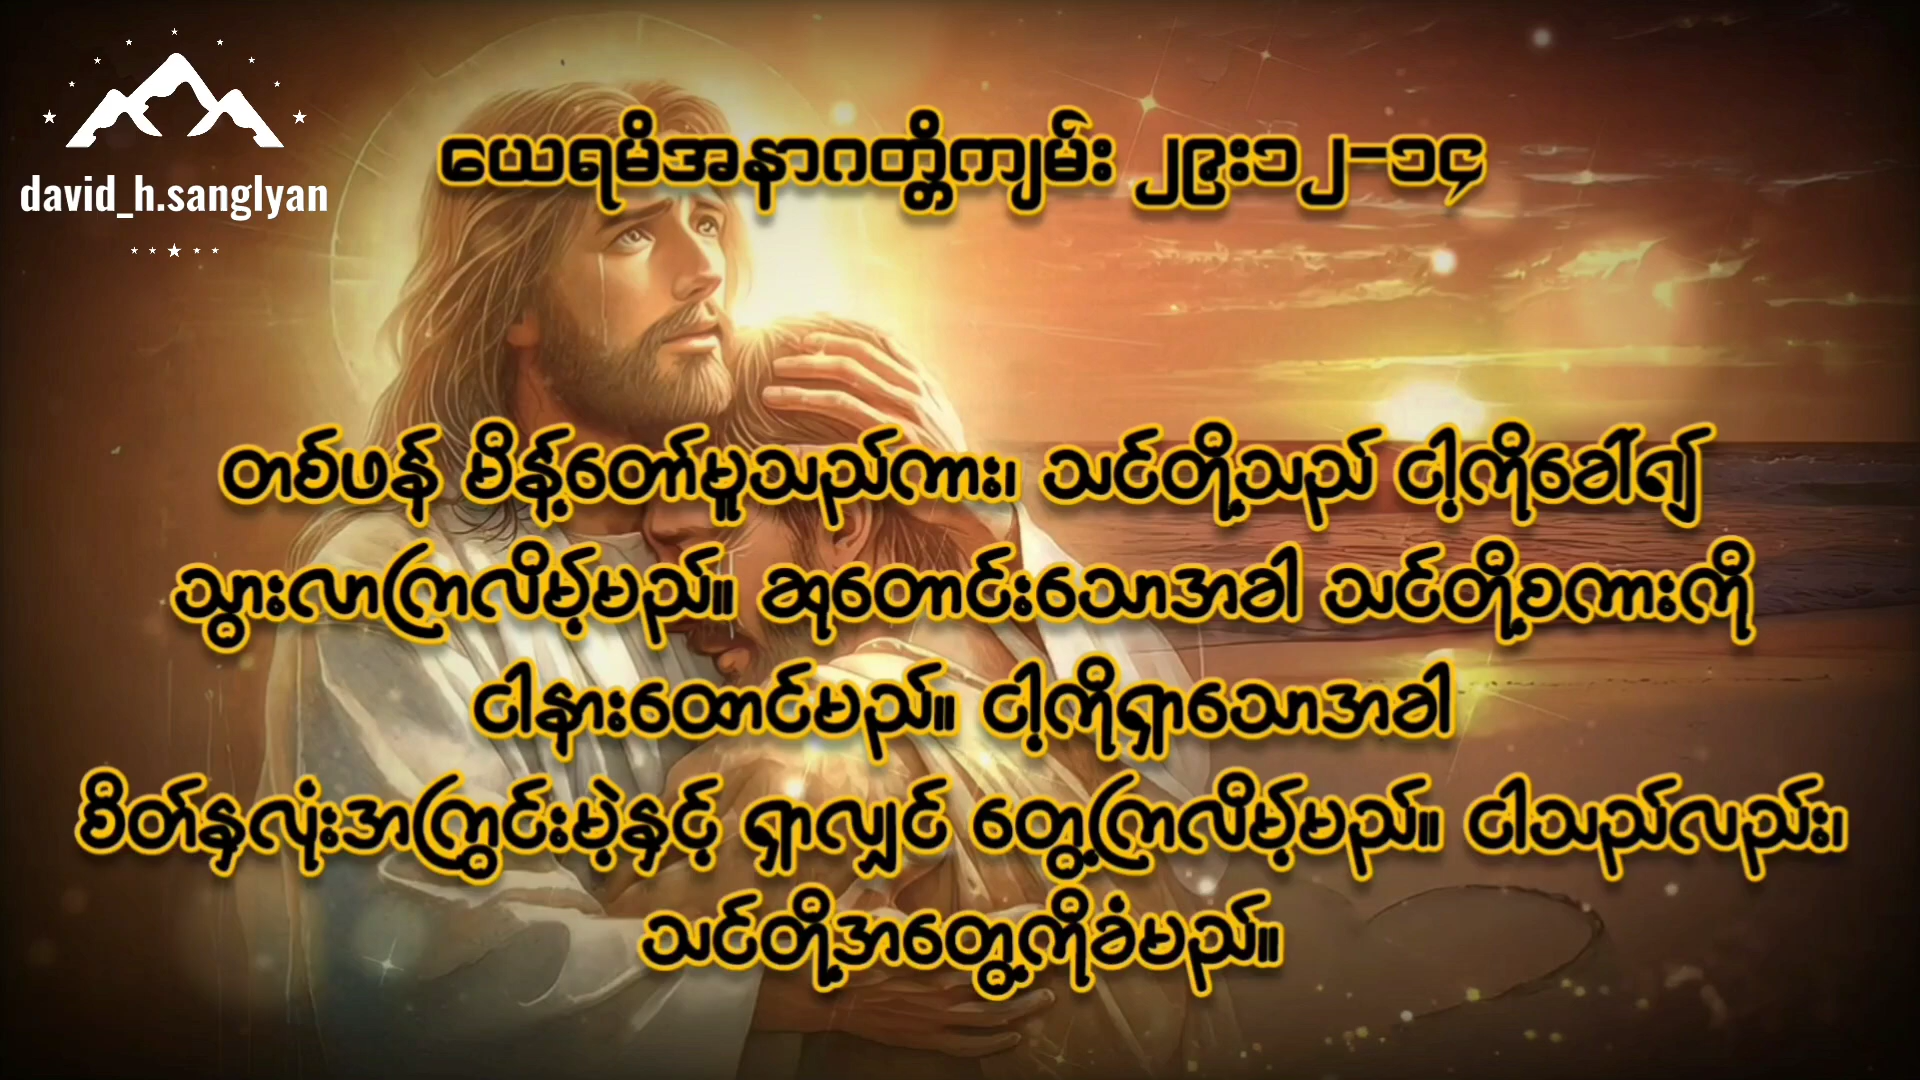 david_h.sanglyan
ယေရမိအနာဂတ္တိကျမ်း ၂၉း၁၂-၁၄
တစ်ဖန် မိန့်တော်မူသည်ကား၊ သင်တို့သည် ငါ့ကိုခေါ်၍
သွားလာကြလိမ့်မည်။ ဆုတောင်းသောအခါ သင်တို့စကားကို
ငါနားထောင်မည်။ ငါ့ကိုရှာသောအခါ
စိတ်နှလုံးအကြွင်းမဲ့နှင့် ရှာလျှင် တွေ့ကြလိမ့်မည်။ ငါသည်လည်း၊
သင်တို့အတွေ့ကိုခံမည်။